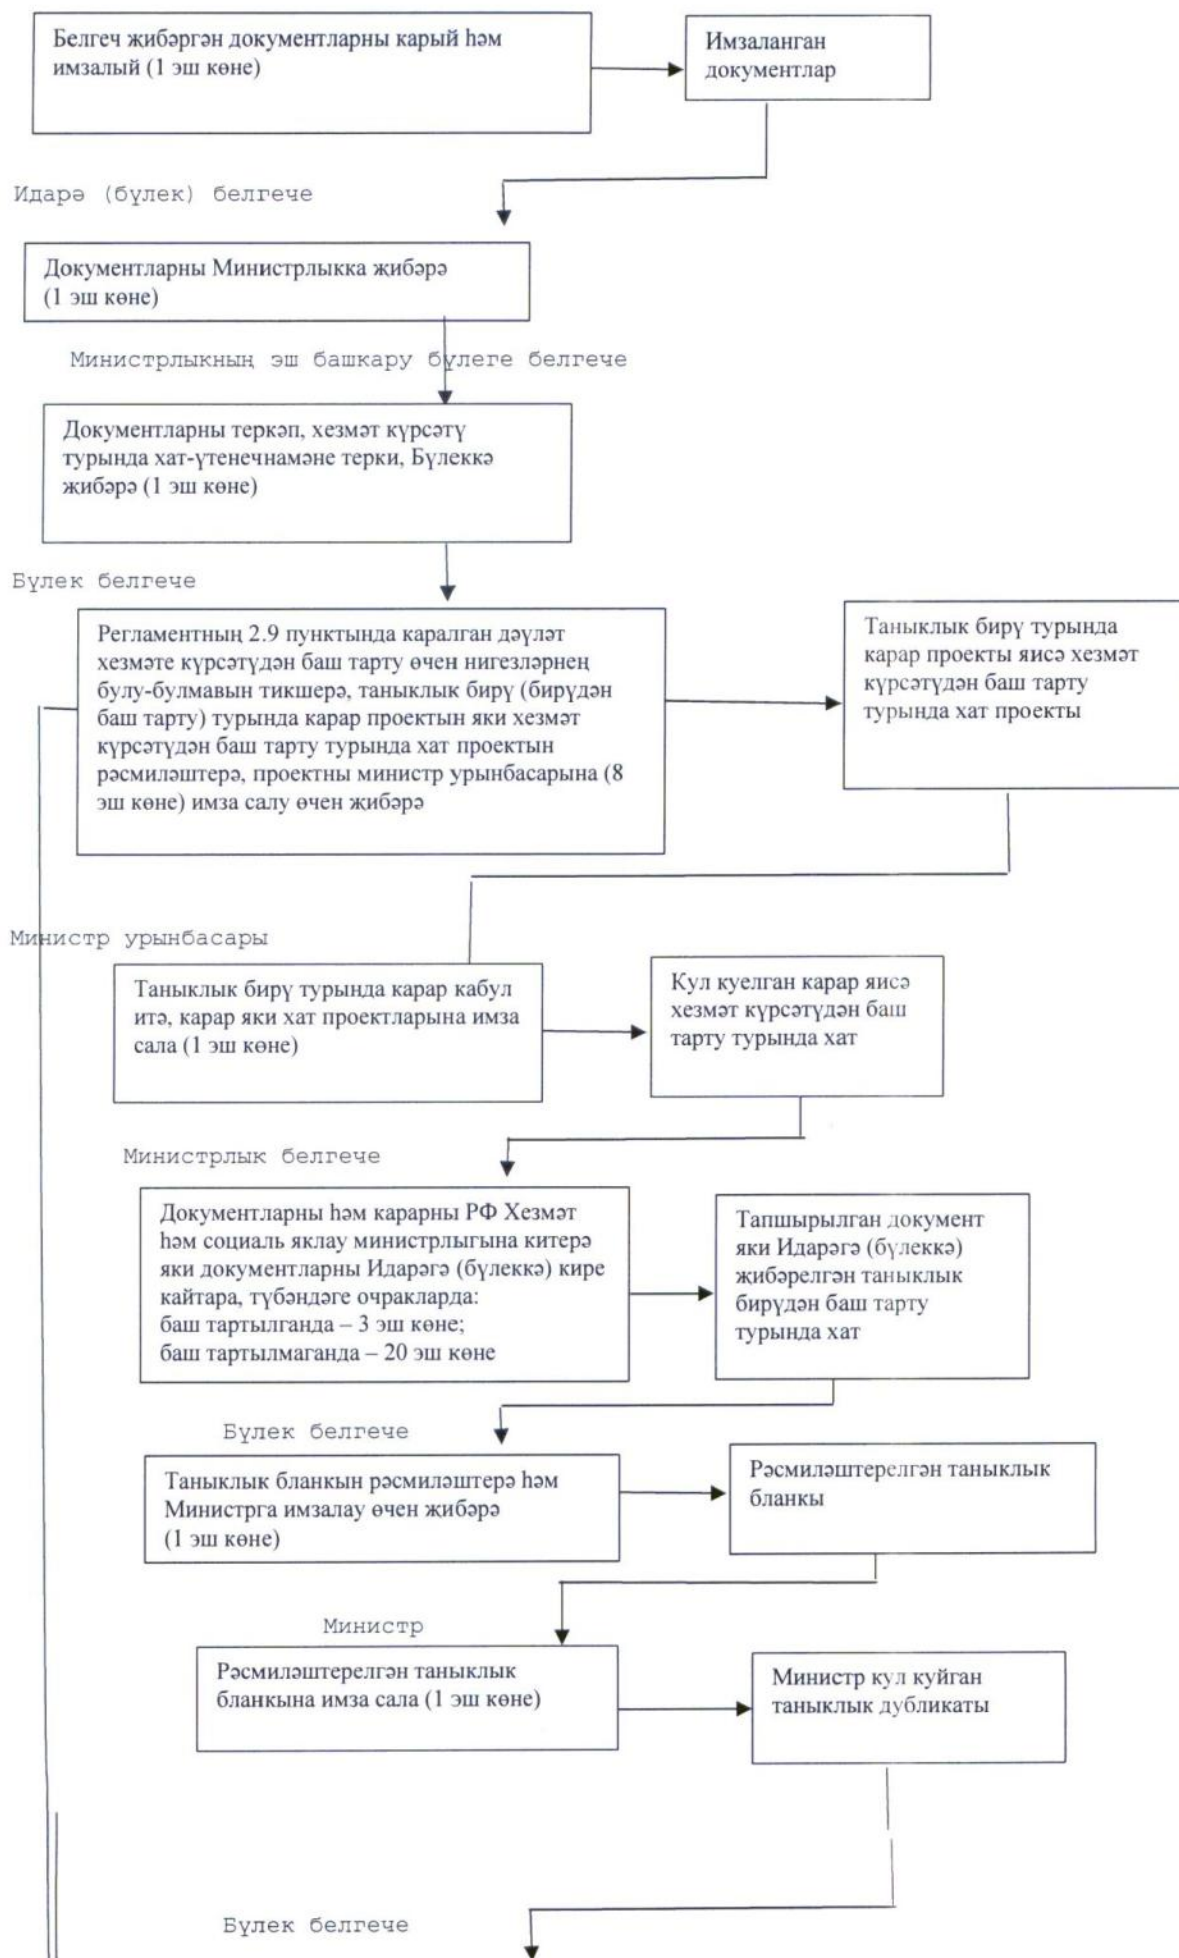 Белгеч җибәргән документларны карый һәм
имзалый (1 эш көне)
Имзаланган
документлар
Идарә (бүлек) белгече
Документларны Министрлыкка җибәрә
(1 эш көне)
Министрлыкның эш башкару бүлеге белгече
Документларны теркәп, хезмәт күрсәтү
турында хат-үтенечнамәне терки, Бүлеккә
җибәрә (1 эш көне)
Бүлек белгече
Регламентның 2.9 пунктында каралган дәүләт
хезмәте күрсәтүдән баш тарту өчен нигезләрнең
булу-булмавын тикшерә, таныклык бирү (бирүдән
баш тарту) турында карар проектын яки хезмәт
күрсәтүдән баш тарту турында хат проектын
рәсмиләштерә, проектны министр урынбасарына (8
эш көне) имза салу өчен җибәрә
Таныклык бирү турында
карар проекты яисә хезмәт
күрсәтүдән баш тарту
турында хат проекты
Министр урынбасары
Таныклык бирү турында карар кабул
итә, карар яки хат проектларына имза
сала (1 эш көне)
Кул куелган карар яисә
хезмәт күрсәтүдән баш
тарту турында хат
Министрлык белгече
Документларны һәм карарны РФ Хезмәт
һәм социаль яклау министрлыгына китерә
яки документларны Идарәгә (бүлеккә) кире
кайтара, түбәндәге очракларда:
баш тартылганда – 3 эш көне;
баш тартылмаганда – 20 эш көне
Тапшырылган документ
яки Идарәгә (бүлеккә)
җибәрелгән таныклык
бирүдән баш тарту
турында хат
Бүлек белгече
Таныклык бланкын рәсмиләштерә һәм
Министрга имзалау өчен җибәрә
(1 эш көне)
Рәсмиләштерелгән таныклык
бланкы
Министр
Рәсмиләштерелгән таныклык
бланкына имза сала (1 эш көне)
Министр кул куйган
таныклык дубликаты
Бүлек белгече